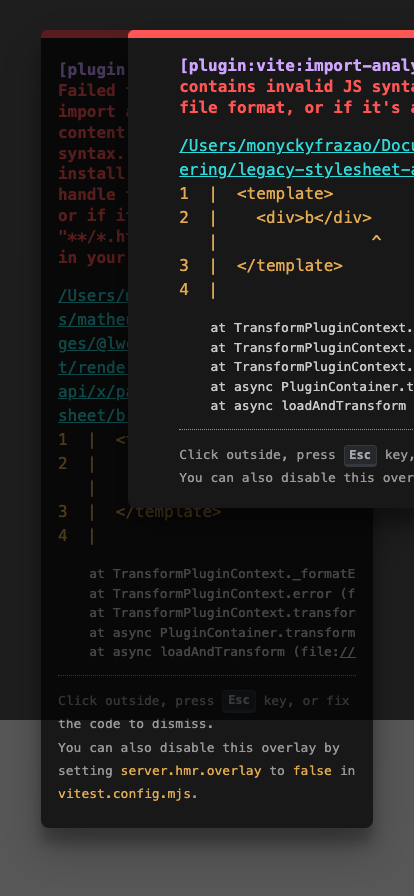 [plugin:vite:import-analy
contains invalid JS synta
file format, or if it's a
/Users/monyckyfrazao/Docu
ering/legacy-stylesheet-a
1 | <template>
2 | <div>b</div>
| ^
3 | </template>
4 |
at TransformPluginContext.
at TransformPluginContext.
at TransformPluginContext.
at async PluginContainer.t
at async loadAndTransform
Click outside, press Esc key,
You can also disable this over
[plugin
Failed
import a
content
syntax.
install
handle
or if i
"**/*.h
in your
/Users/m
s/matheu
ges/@lw
t/rende
api/x/pa
sheet/b
1 | <
2 |
|
3 | </template>
4 |
at TransformPluginContext._formatE
at TransformPluginContext.error (f
at TransformPluginContext.transfor
at async PluginContainer.transform
at async loadAndTransform (file://
Click outside, press Esc key, or fix
the code to dismiss.
You can also disable this overlay by
setting server.hmr.overlay to false in
vitest.config.mjs.